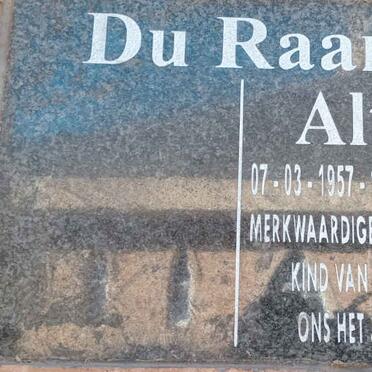 Du Raa
Al
07 - 03 - 1957 -
MERKWAARDIGE
KIND VAN
ONS HET